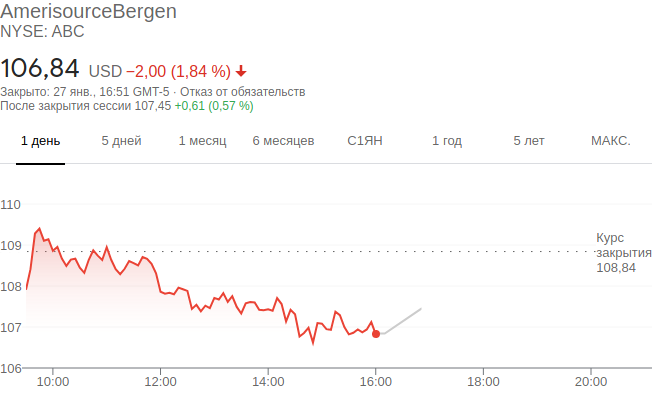 AmerisourceBergen
NYSE: ABC
106,84 USD −2,00 (1,84 %)
Закрыто: 27 янв., 16:51 GMT-5 · Отказ от обязательств
После закрытия сессии 107,45 +0,61 (0,57 %)
1 день 5 дней 1 месяц 6 месяцев С1ЯН 1 год 5 лет МАКС.
110
109
Курс
закрытия
108,84
108
107
106
10:00 12:00 14:00 16:00 18:00 20:00